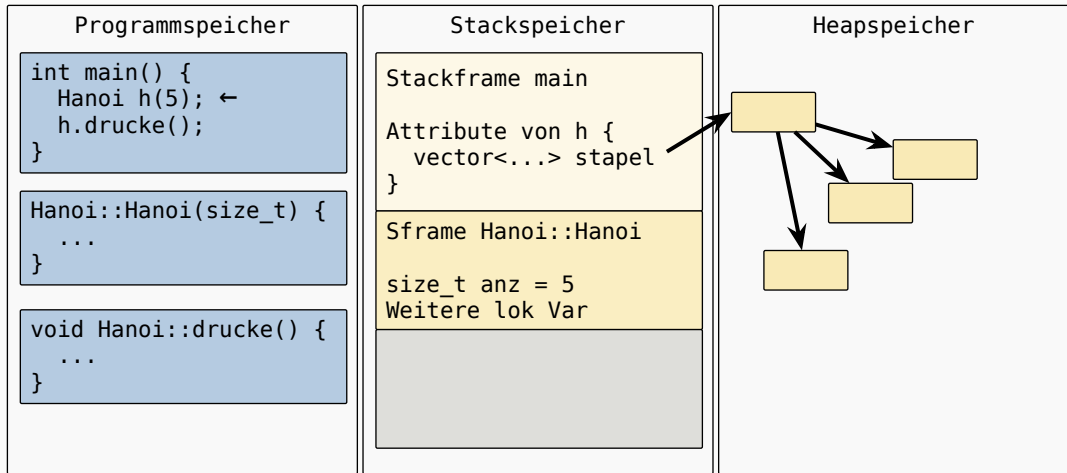 Programmspeicher
int main() {
  Hanoi h(5); ←
  h.drucke();
}
Hanoi::Hanoi(size_t) {
  ...
}
void Hanoi::drucke() {
  ...
}
Stackspeicher
Stackframe main
Attribute von h {
  vector<...> stapel
}
Sframe Hanoi::Hanoi
size_t anz = 5
Weitere lok Var
Heapspeicher